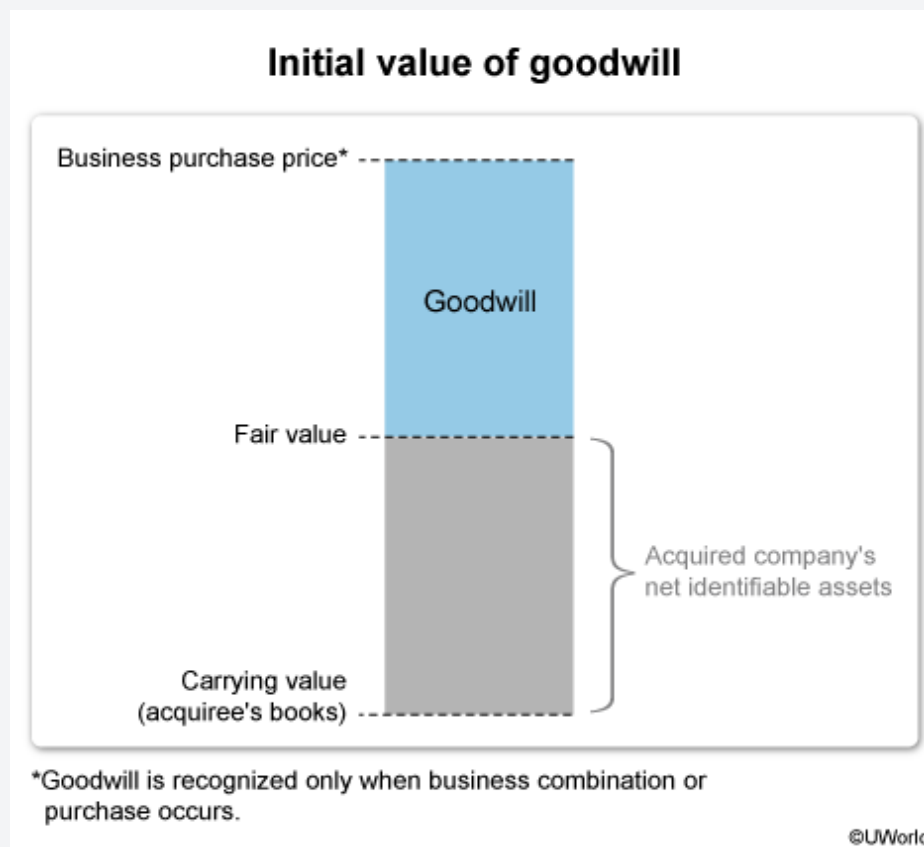 Initial value of goodwill
Business purchase price*
Goodwill
Fair value
Acquired company's
net identifiable assets
Carrying value
(acquiree's books)
*Goodwill is recognized only when business combination or
purchase occurs.